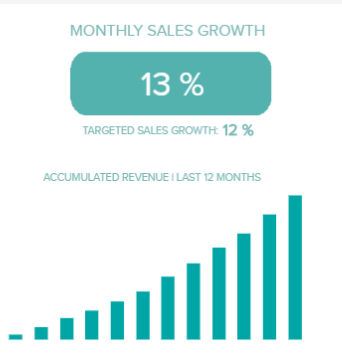 MONTHLY SALES GROWTH
13 %
TARGETED SALES GROWTH: 12 %
ACCUMULATED REVENUE | LAST 12 MONTHS